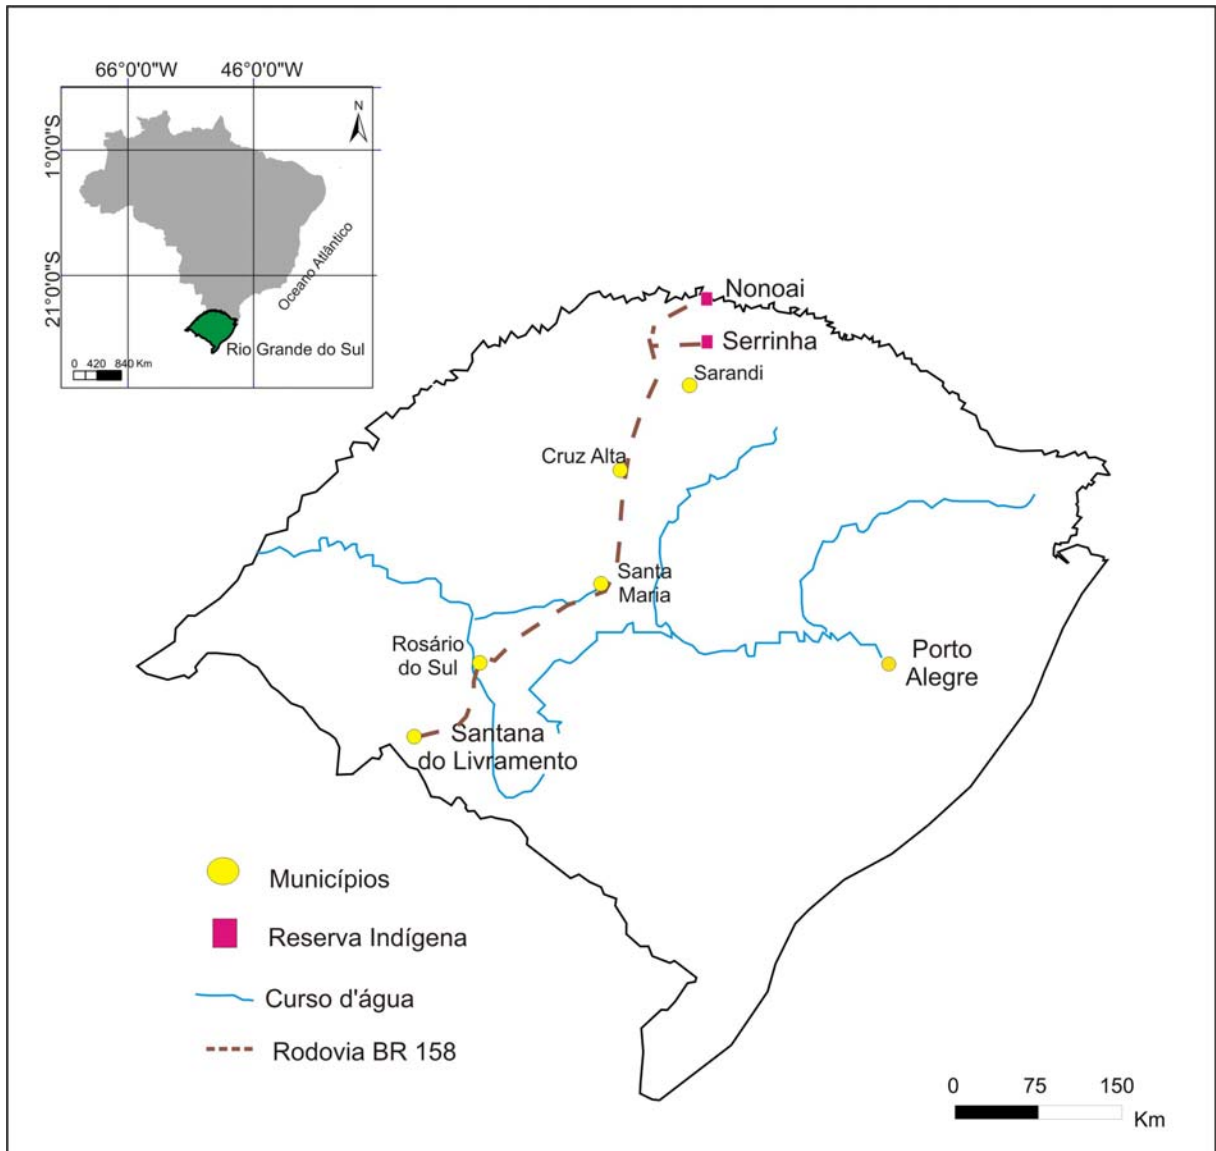 66°0'0"W
46°0'0"W
N
1°0'0"S
21°0'0"S
Oceano Atlântico
Rio Grande do Sul
0 420 840 Km
Nonoai
Serrinha
Sarandi
Cruz Alta
Santa
Maria
Rosário
do Sul
Porto
Alegre
Santana
do Livramento
Municípios
Reserva Indígena
Curso d'água
Rodovia BR 158
0 75 150
Km